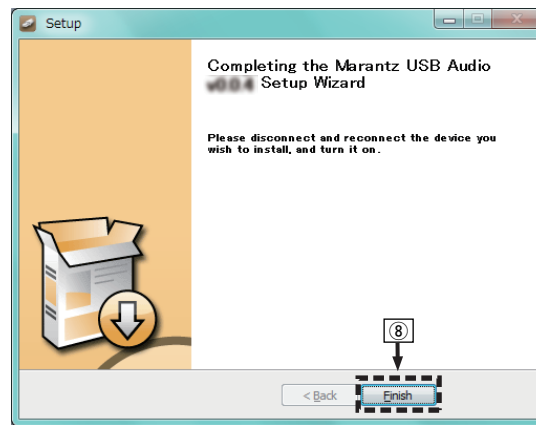 Setup
Completing the Marantz USB Audio
Setup Wizard
Please disconnect and reconnect the device you
wish to install, and turn it on.
⑧
< Back
Finish